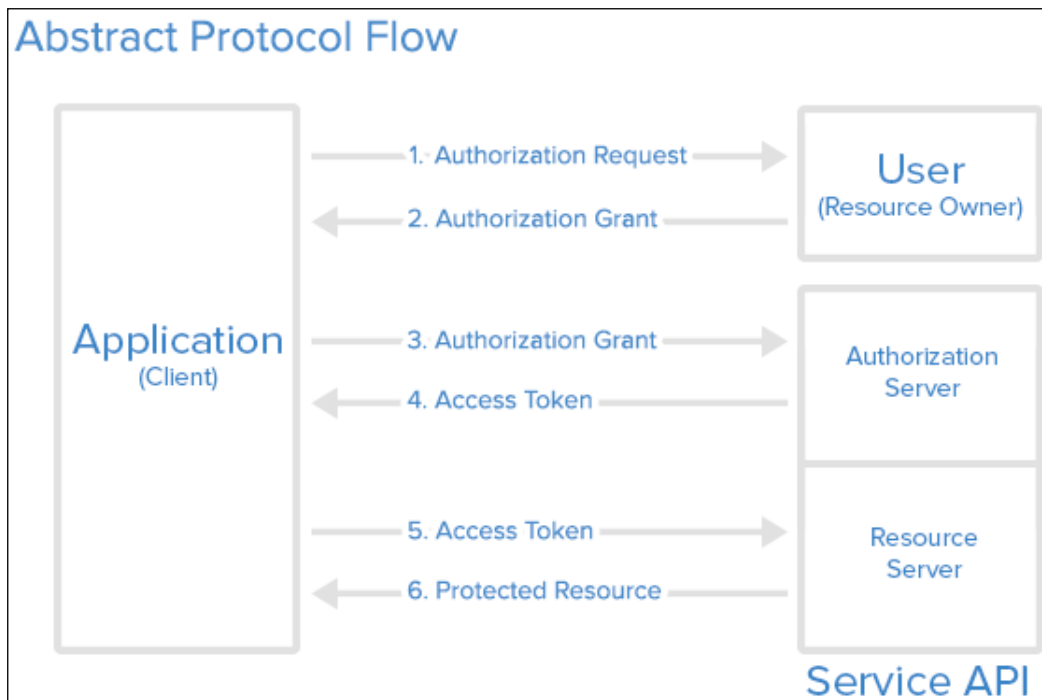 Abstract Protocol Flow
1. Authorization Request
User
(Resource Owner)
2. Authorization Grant
Application
(Client)
3. Authorization Grant
Authorization
Server
4. Access Token
5. Access Token
Resource
Server
6. Protected Resource
Service API